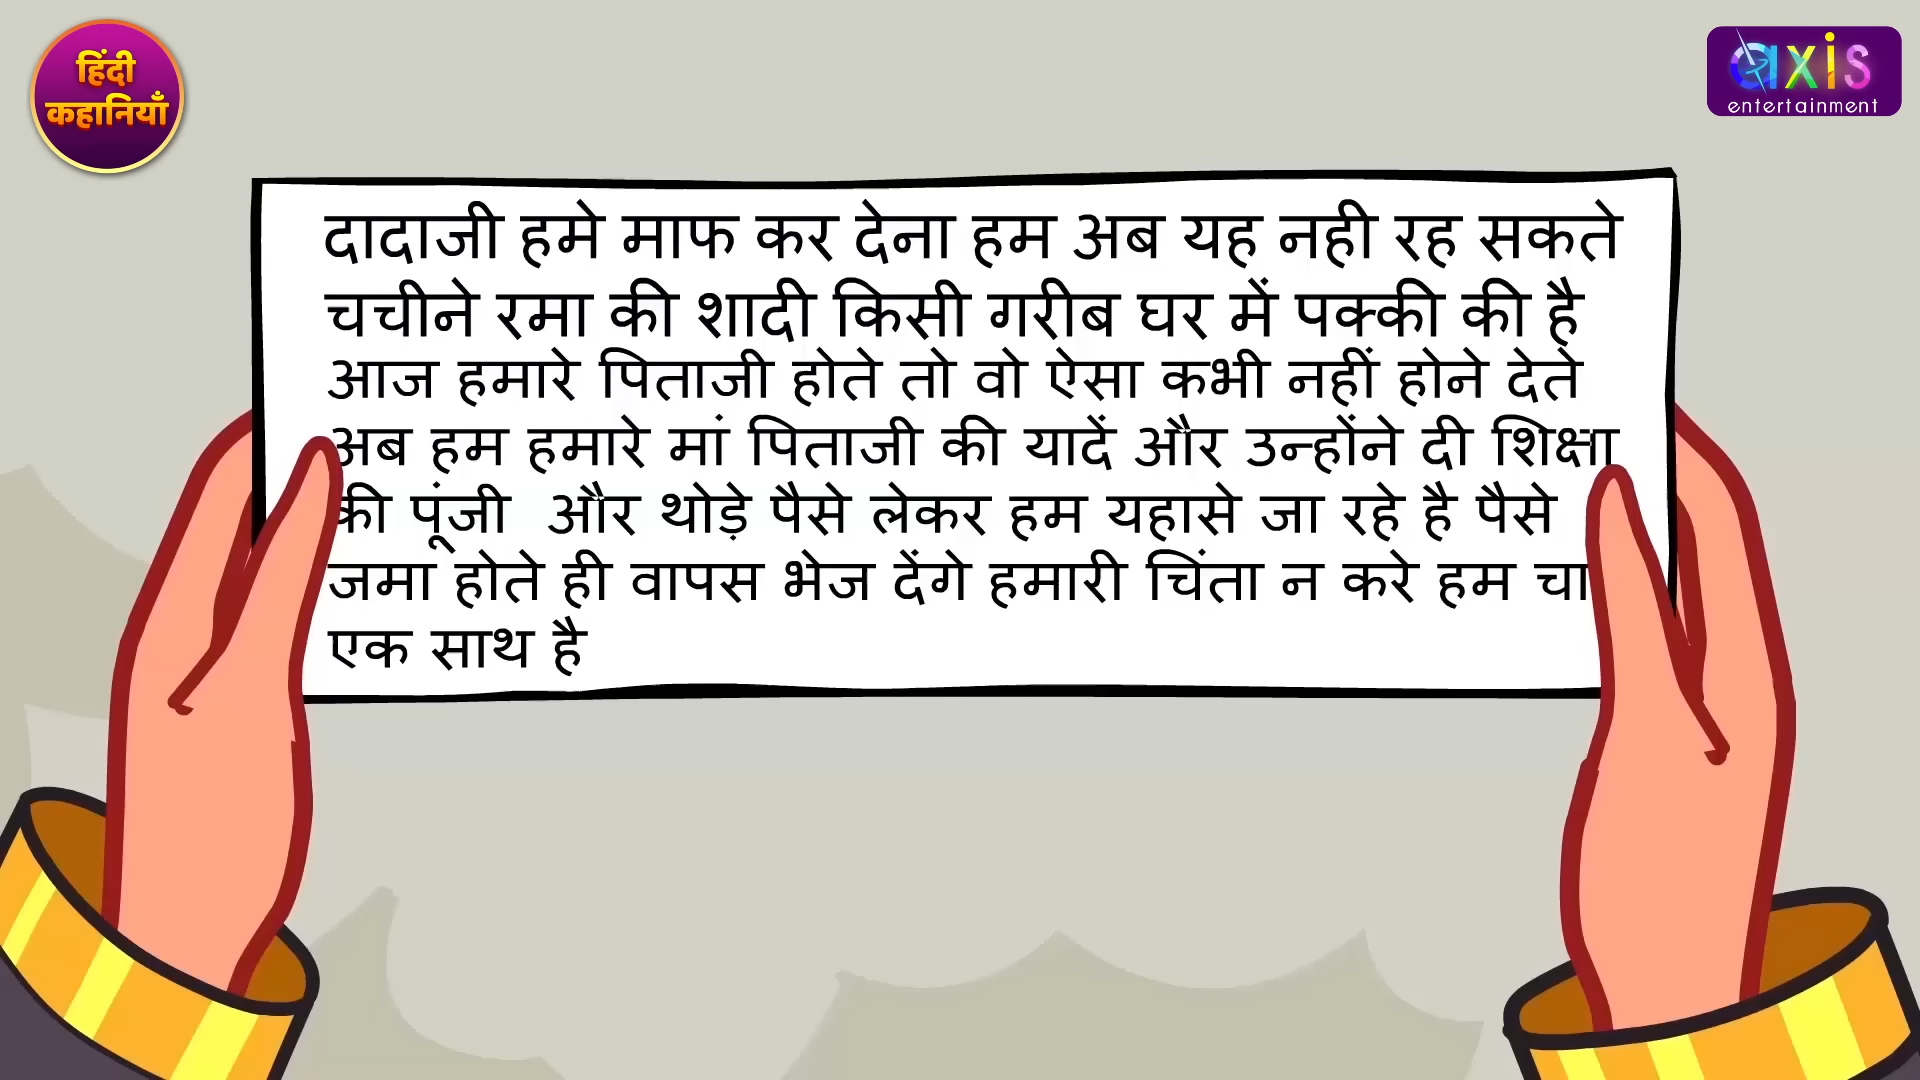 हिंदी
कहानियाँ
axis
entertainment
दादाजी हमे माफ कर देना हम अब यह नही रह सकते
चचीने रमा की शादी किसी गरीब घर में पक्की की है
आज हमारे पिताजी होते तो वो ऐसा कभी नहीं होने देते
अब हम हमारे मां पिताजी की यादें और उन्होंने दी शिक्षा
की पूंजी और थोड़े पैसे लेकर हम यहासे जा रहे है पैसे
जमा होते ही वापस भेज देंगे हमारी चिंता न करे हम
एक साथ है